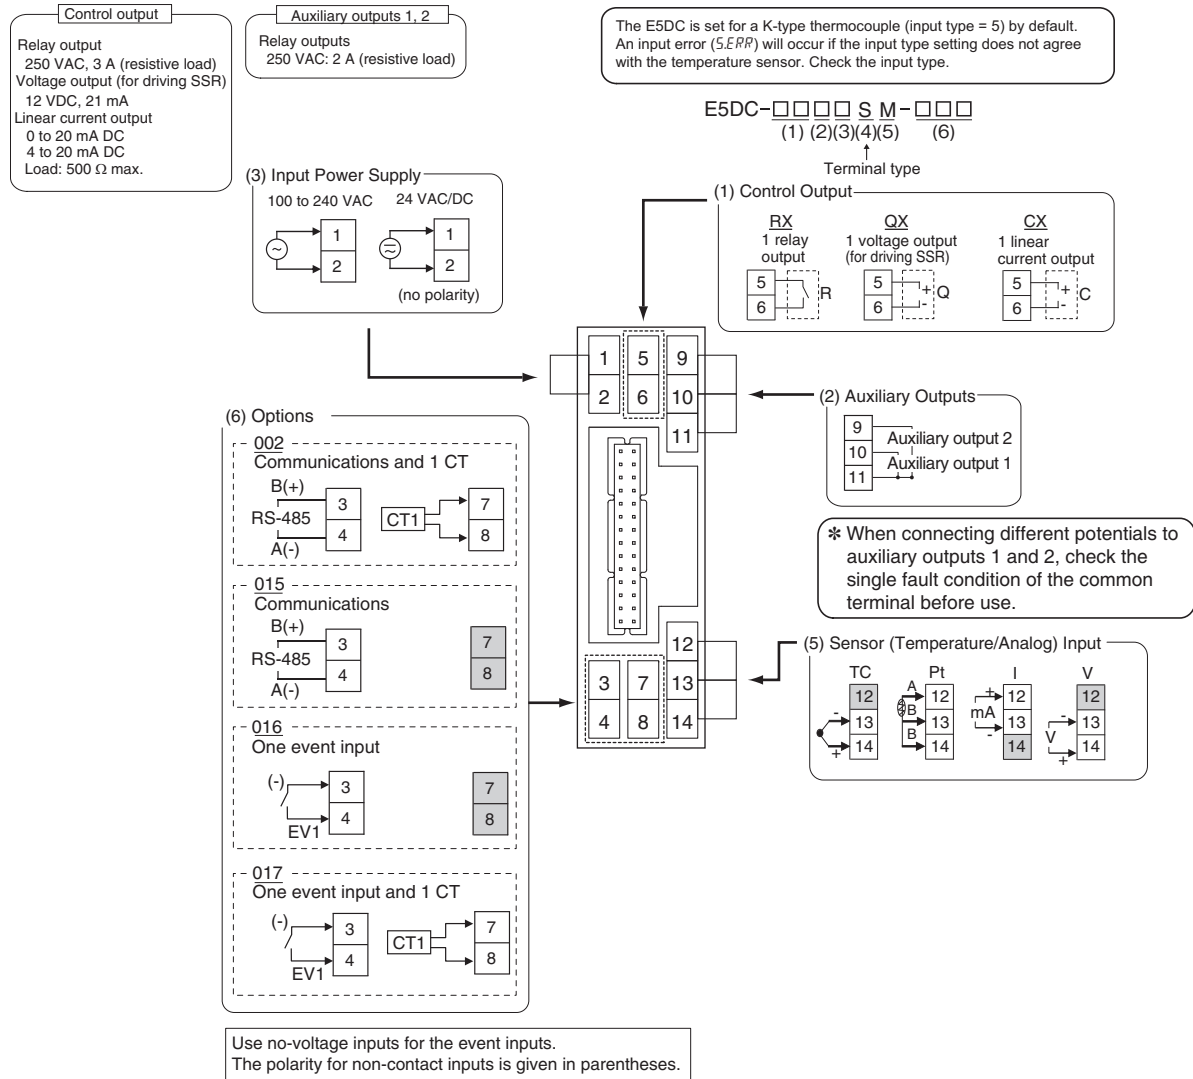 Control output
Relay output
250 VAC, 3 A (resistive load)
Voltage output (for driving SSR)
12 VDC, 21 mA
Linear current output
0 to 20 mA DC
4 to 20 mA DC
Load: 500 Ω max.
Auxiliary outputs 1, 2
Relay outputs
250 VAC: 2 A (resistive load)
The E5DC is set for a K-type thermocouple (input type = 5) by default.
An input error (S.ERR) will occur if the input type setting does not agree
with the temperature sensor. Check the input type.
E5DC-□□□□ S M-□□□
(1) (2)(3)(4)(5) (6)
Terminal type
(3) Input Power Supply
100 to 240 VAC 24 VAC/DC
1 1
2 2
(no polarity)
(1) Control Output
RX QX CX
1 relay 1 voltage output 1 linear
output (for driving SSR) current output
5 R 5 + Q 5 + C
6 6 - 6 -
1 5 9
2 6 10
11
12
3 7 13
4 8 14
(2) Auxiliary Outputs
9
Auxiliary output 2
10
Auxiliary output 1
11
✻ When connecting different potentials to
auxiliary outputs 1 and 2, check the
single fault condition of the common
terminal before use.
(5) Sensor (Temperature/Analog) Input
TC Pt I V
12 A 12 + 12 12
- 13 B 13 mA 13 - 13
+ 14 B 14 - 14 V + 14
(6) Options
002
Communications and 1 CT
B(+)
RS-485 3 CT1 7
A(-) 4 8
015
Communications
B(+)
RS-485 3 7
A(-) 4 8
016
One event input
(-) 3 7
EV1 4 8
017
One event input and 1 CT
(-) 3 CT1 7
EV1 4 8
Use no-voltage inputs for the event inputs.
The polarity for non-contact inputs is given in parentheses.